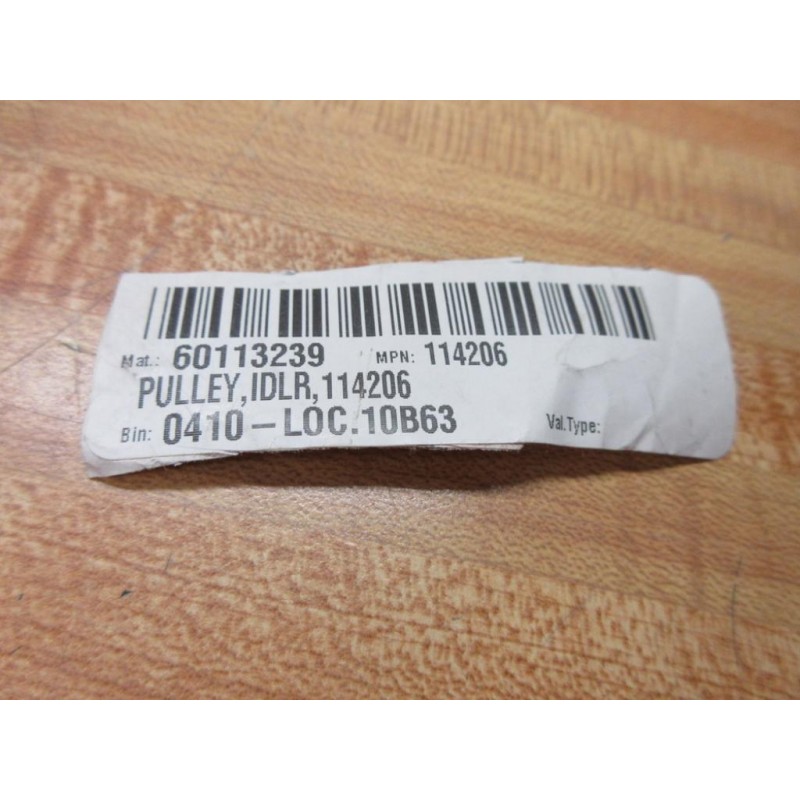 Mat.: 60113239 MPN: 114206
PULLEY,IDLR,114206
Bin: 0410-LOC.10B63 Val.Type: